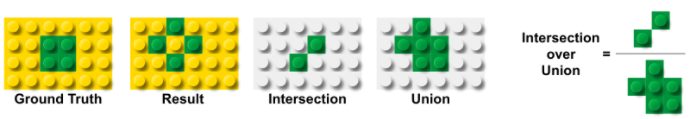 Ground Truth
Result
Intersection
Union
Intersection
over
Union
=